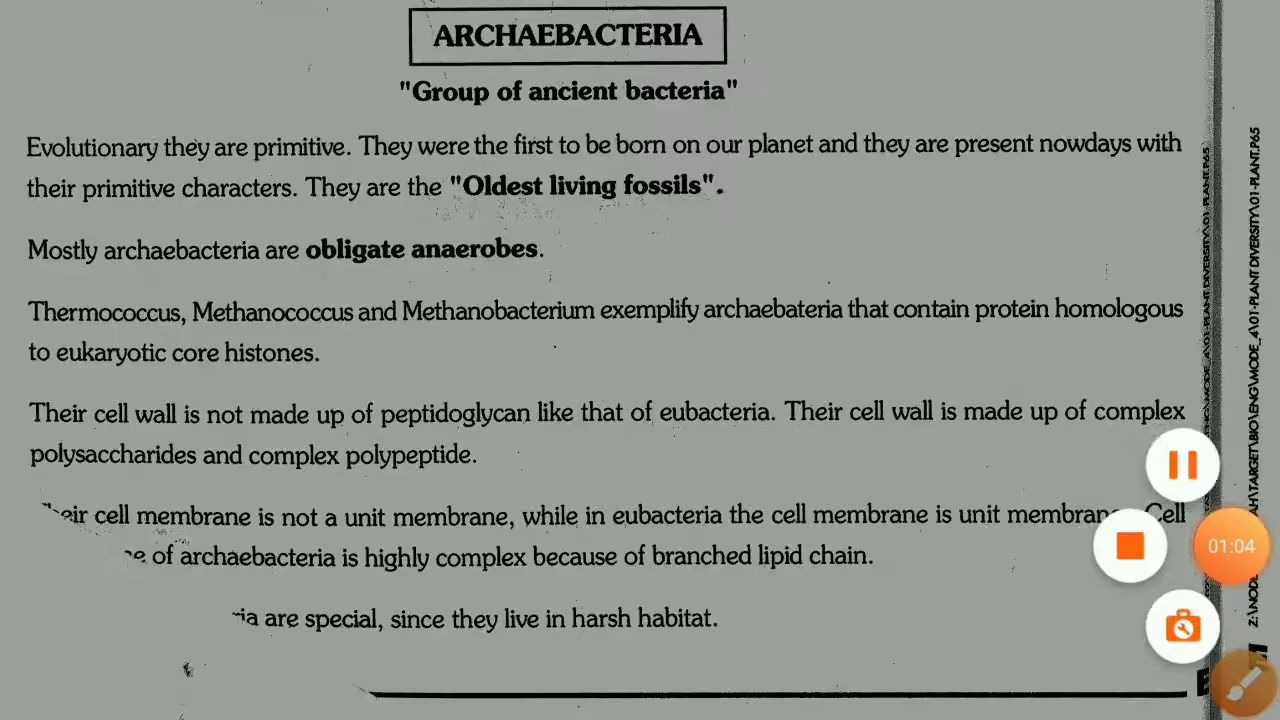 ARCHAEBACTERIA
"Group of ancient bacteria"
Evolutionary they are primitive. They were the first to be born on our planet and they are present nowdays with
their primitive characters. They are the "Oldest living fossils".
Mostly archaebacteria are obligate anaerobes.
Thermococcus, Methanococcus and Methanobacterium exemplify archaebateria that contain protein homologous
to eukaryotic core histones.
Their cell wall is not made up of peptidoglycan like that of eubacteria. Their cell wall is made up of complex
polysaccharides and complex polypeptide.
cell membrane is not a unit membrane, while in eubacteria the cell membrane is unit Cell
of archaebacteria is highly complex because of branched lipid chain.
are special, since they live in harsh habitat.
01:04